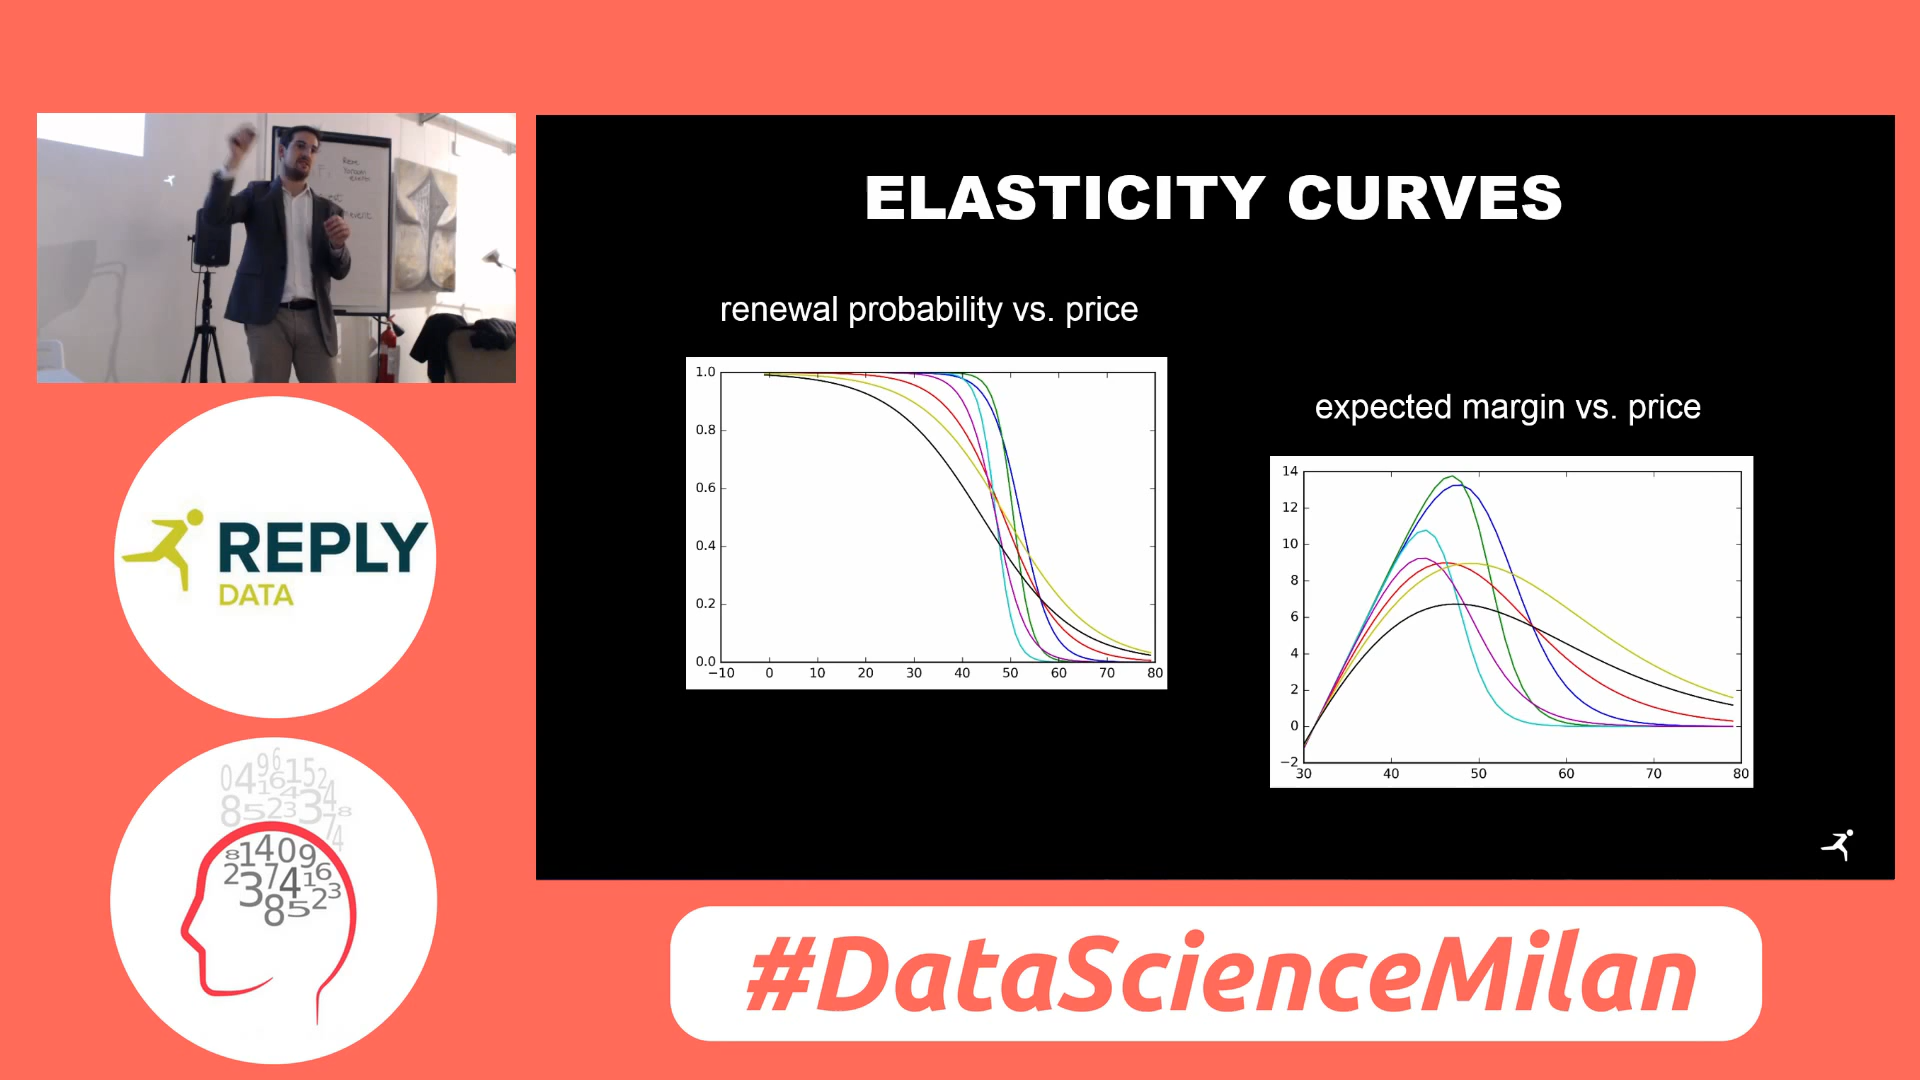 ELASTICITY CURVES
renewal probability vs. price
1.0
0.8
0.6
0.4
0.2
0.0
−10 0 10 20 30 40 50 60 70 80
expected margin vs. price
14
12
10
8
6
4
2
0
−2
30 40 50 60 70 80
REPLY
DATA
#DataScienceMilan